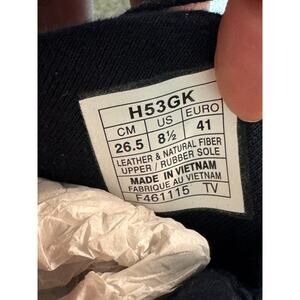 H53GK
CM US EURO
26.5 8½ 41
LEATHER & NATURAL FIBER
UPPER / RUBBER SOLE
MADE IN VIETNAM
FABRIQUE AU VIETNAM
F461115 TV